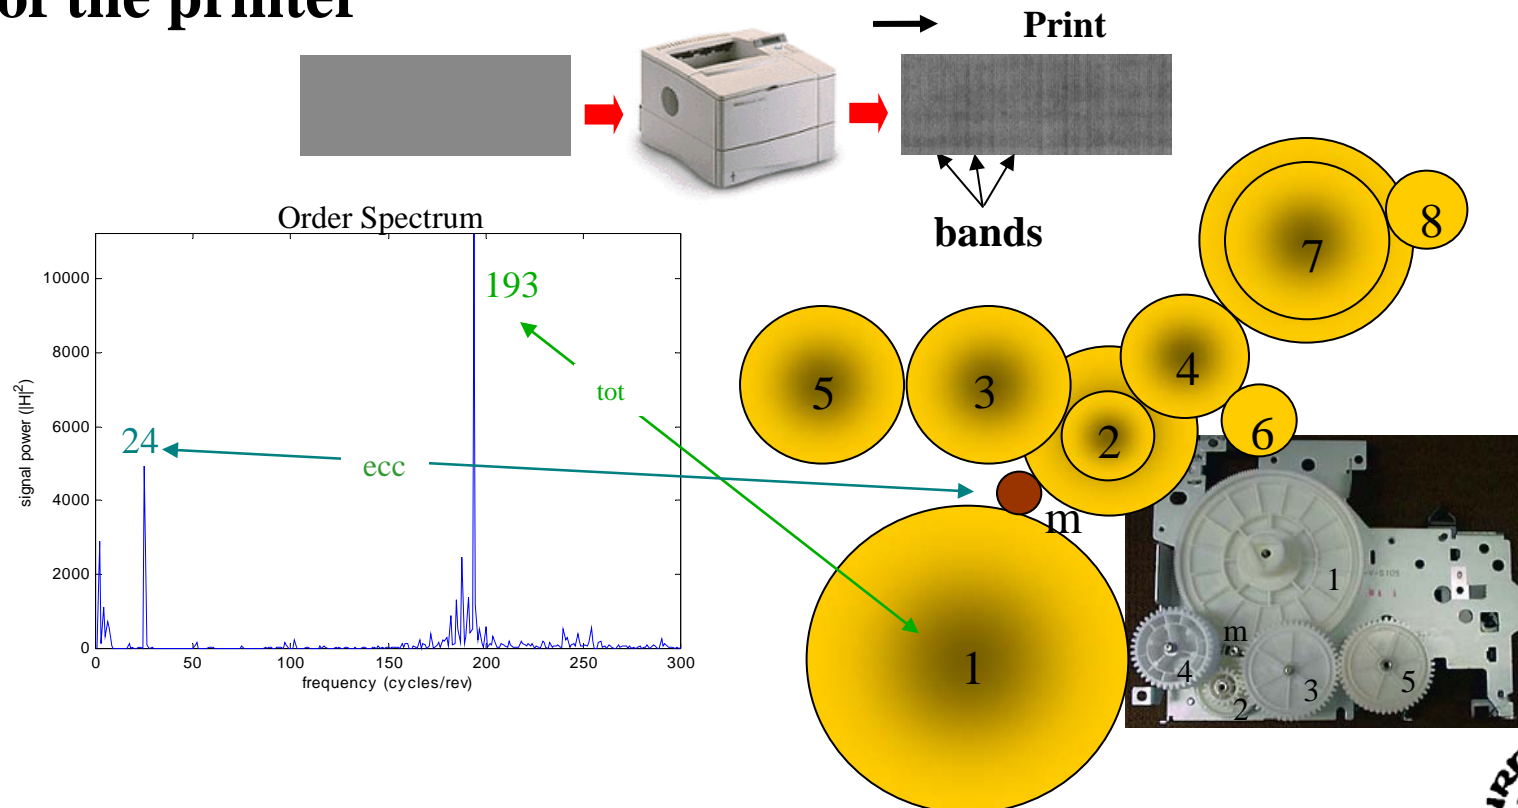 of the printer
Print
bands
Order Spectrum
signal power (|H|²)
10000
8000
6000
4000
2000
0
0 50 100 150 200 250 300
frequency (cycles/rev)
193
24
tot
ecc
5
3
2
4
6
7
8
m
1
1
m
4
2
3
5